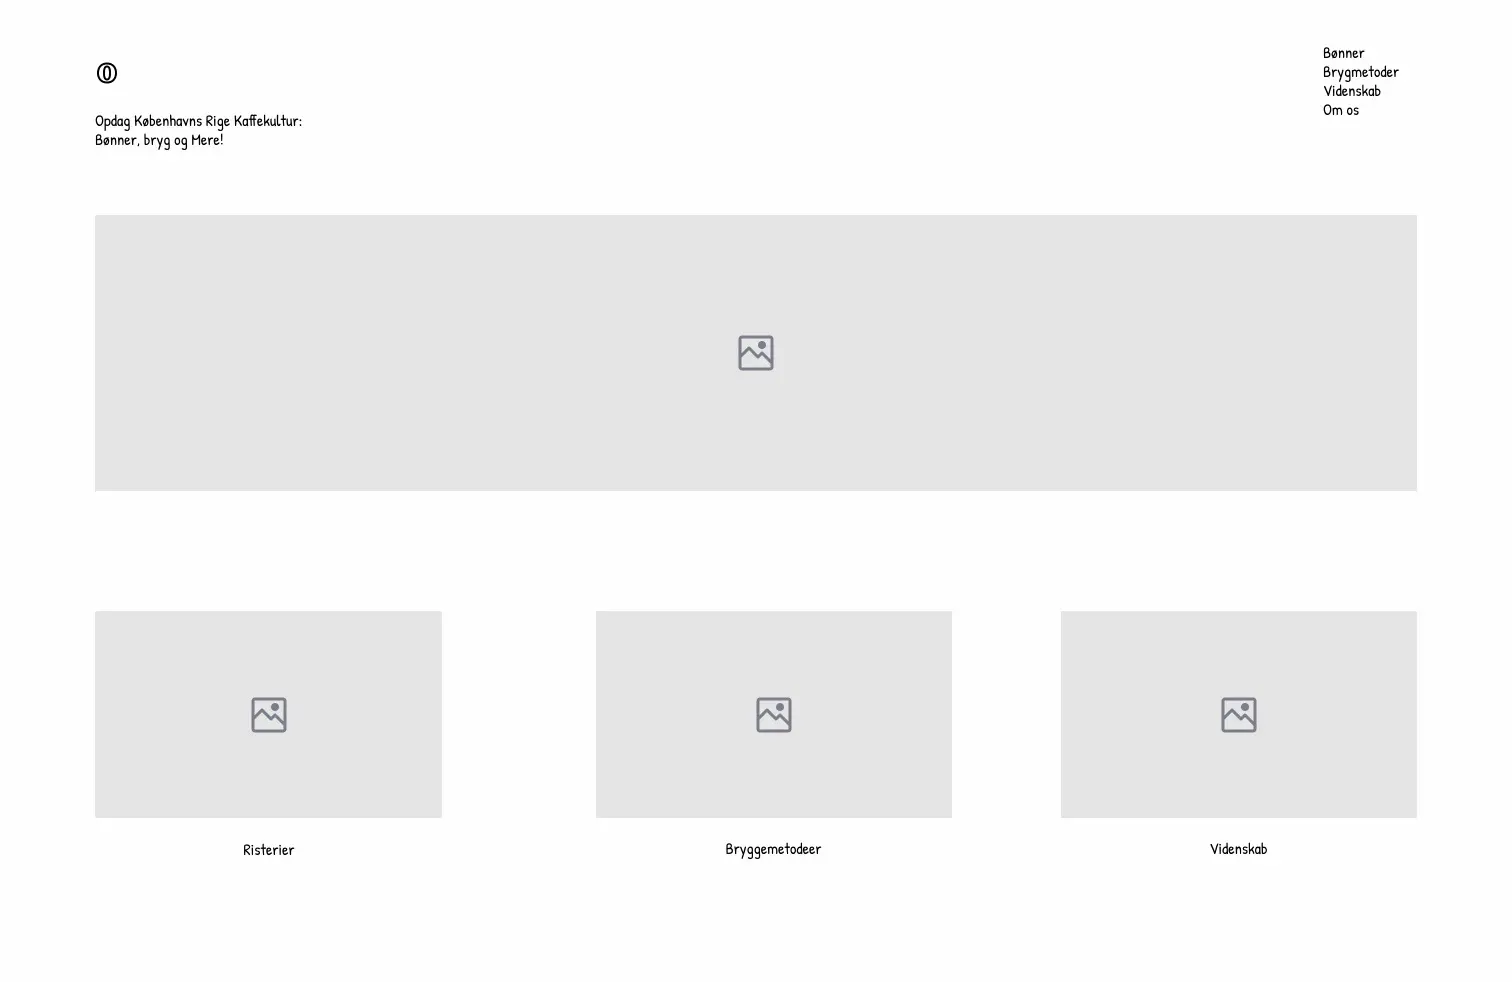 Bønner
Brygmetoder
Videnskab
Om os
Opdag Københavns Rige Kaffekultur:
Bønner, bryg og Mere!
Risterier
Bryggemetodeer
Videnskab